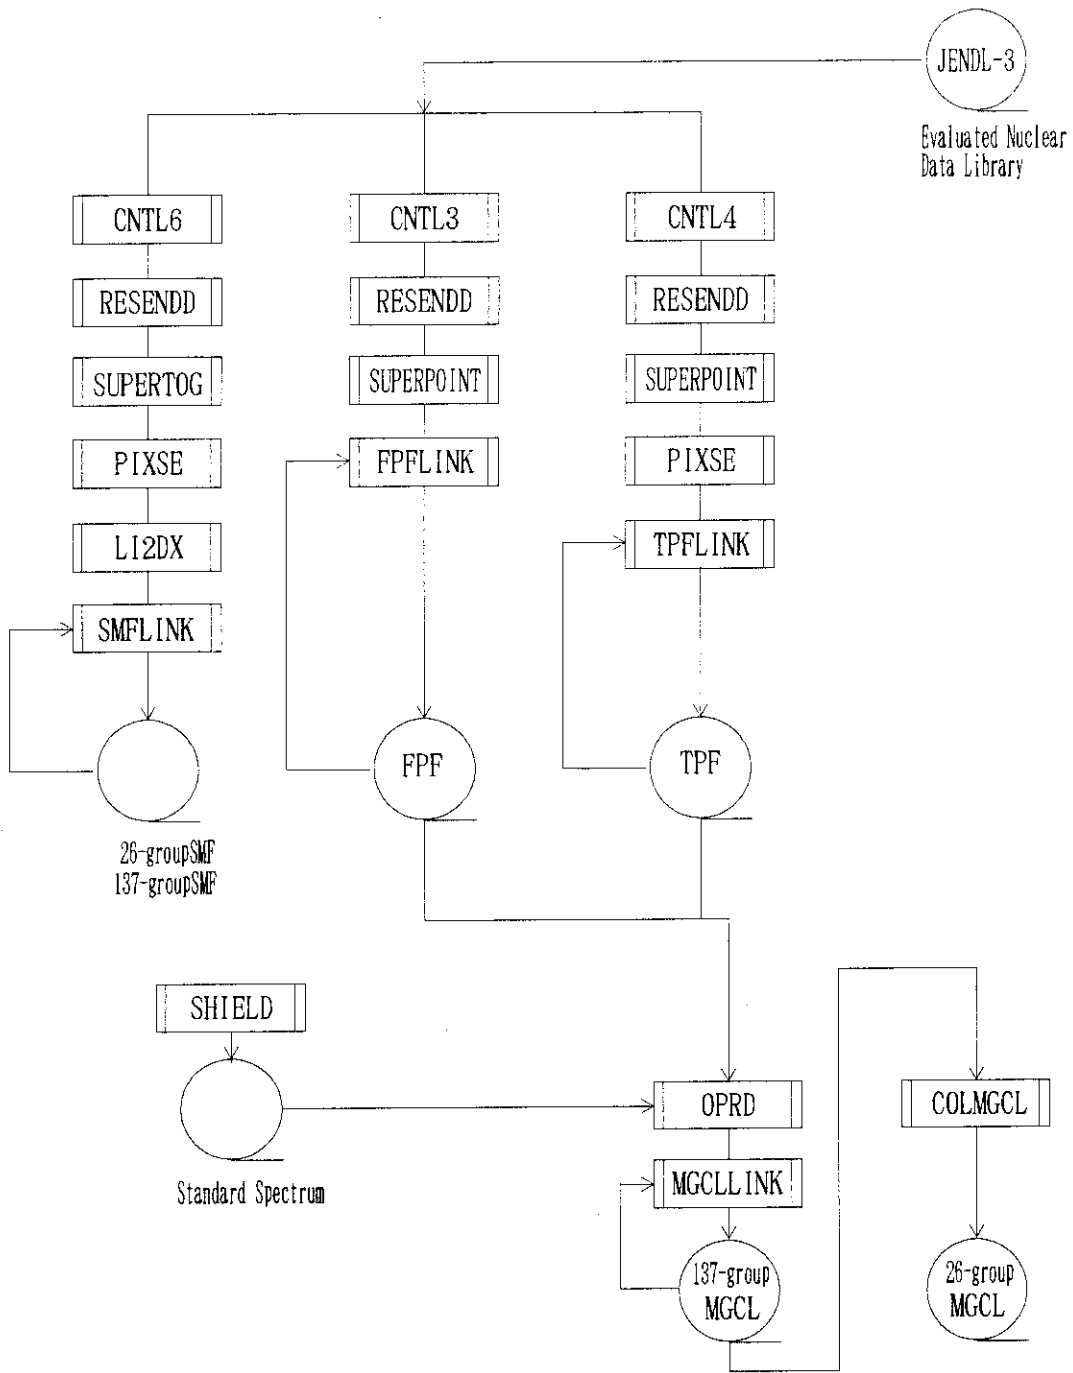 JENDL-3
Evaluated Nuclear
Data Library
CNTL6
CNTL3
CNTL4
RESENDD
RESENDD
RESENDD
SUPERTOG
SUPERPOINT
SUPERPOINT
PIXSE
FPFLINK
PIXSE
LI2DX
TPFLINK
SMFLINK
FPF
TPF
26-groupSMF
137-groupSMF
SHIELD
OPRD
COLMGCL
Standard Spectrum
MGCLLINK
137-group
MGCL
26-group
MGCL